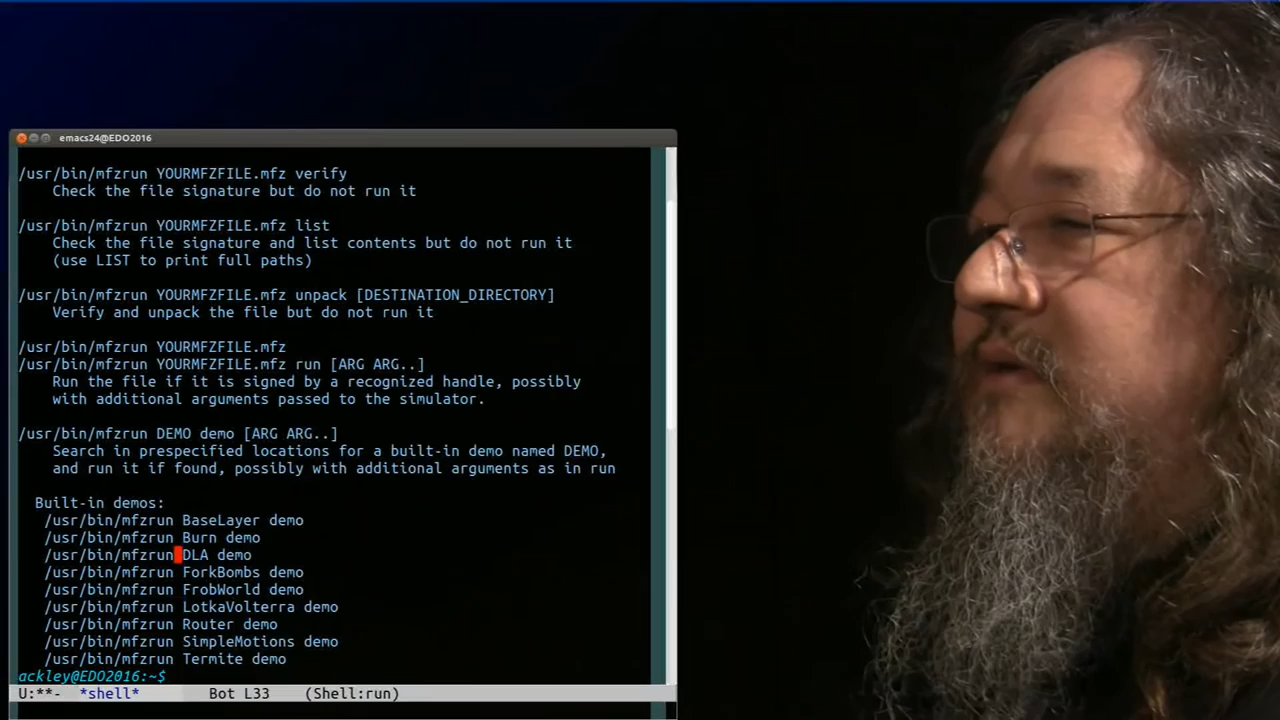 emacs24@EDO2016
/usr/bin/mfzrun YOURMFZFILE.mfz verify
Check the file signature but do not run it
/usr/bin/mfzrun YOURMFZFILE.mfz list
Check the file signature and list contents but do not run it
(use LIST to print full paths)
/usr/bin/mfzrun YOURMFZFILE.mfz unpack [DESTINATION_DIRECTORY]
Verify and unpack the file but do not run it
/usr/bin/mfzrun YOURMFZFILE.mfz
/usr/bin/mfzrun YOURMFZFILE.mfz run [ARG ARG..]
Run the file if it is signed by a recognized handle, possibly
with additional arguments passed to the simulator.
/usr/bin/mfzrun DEMO demo [ARG ARG..]
Search in prespecified locations for a built-in demo named DEMO,
and run it if found, possibly with additional arguments as in run
Built-in demos:
/usr/bin/mfzrun BaseLayer demo
/usr/bin/mfzrun Burn demo
/usr/bin/mfzrun DLA demo
/usr/bin/mfzrun ForkBombs demo
/usr/bin/mfzrun FrobWorld demo
/usr/bin/mfzrun LotkaVolterra demo
/usr/bin/mfzrun Router demo
/usr/bin/mfzrun SimpleMotions demo
/usr/bin/mfzrun Termite demo
ackley@EDO2016:~$
U:**-  *shell*  Bot L33  (Shell:run)